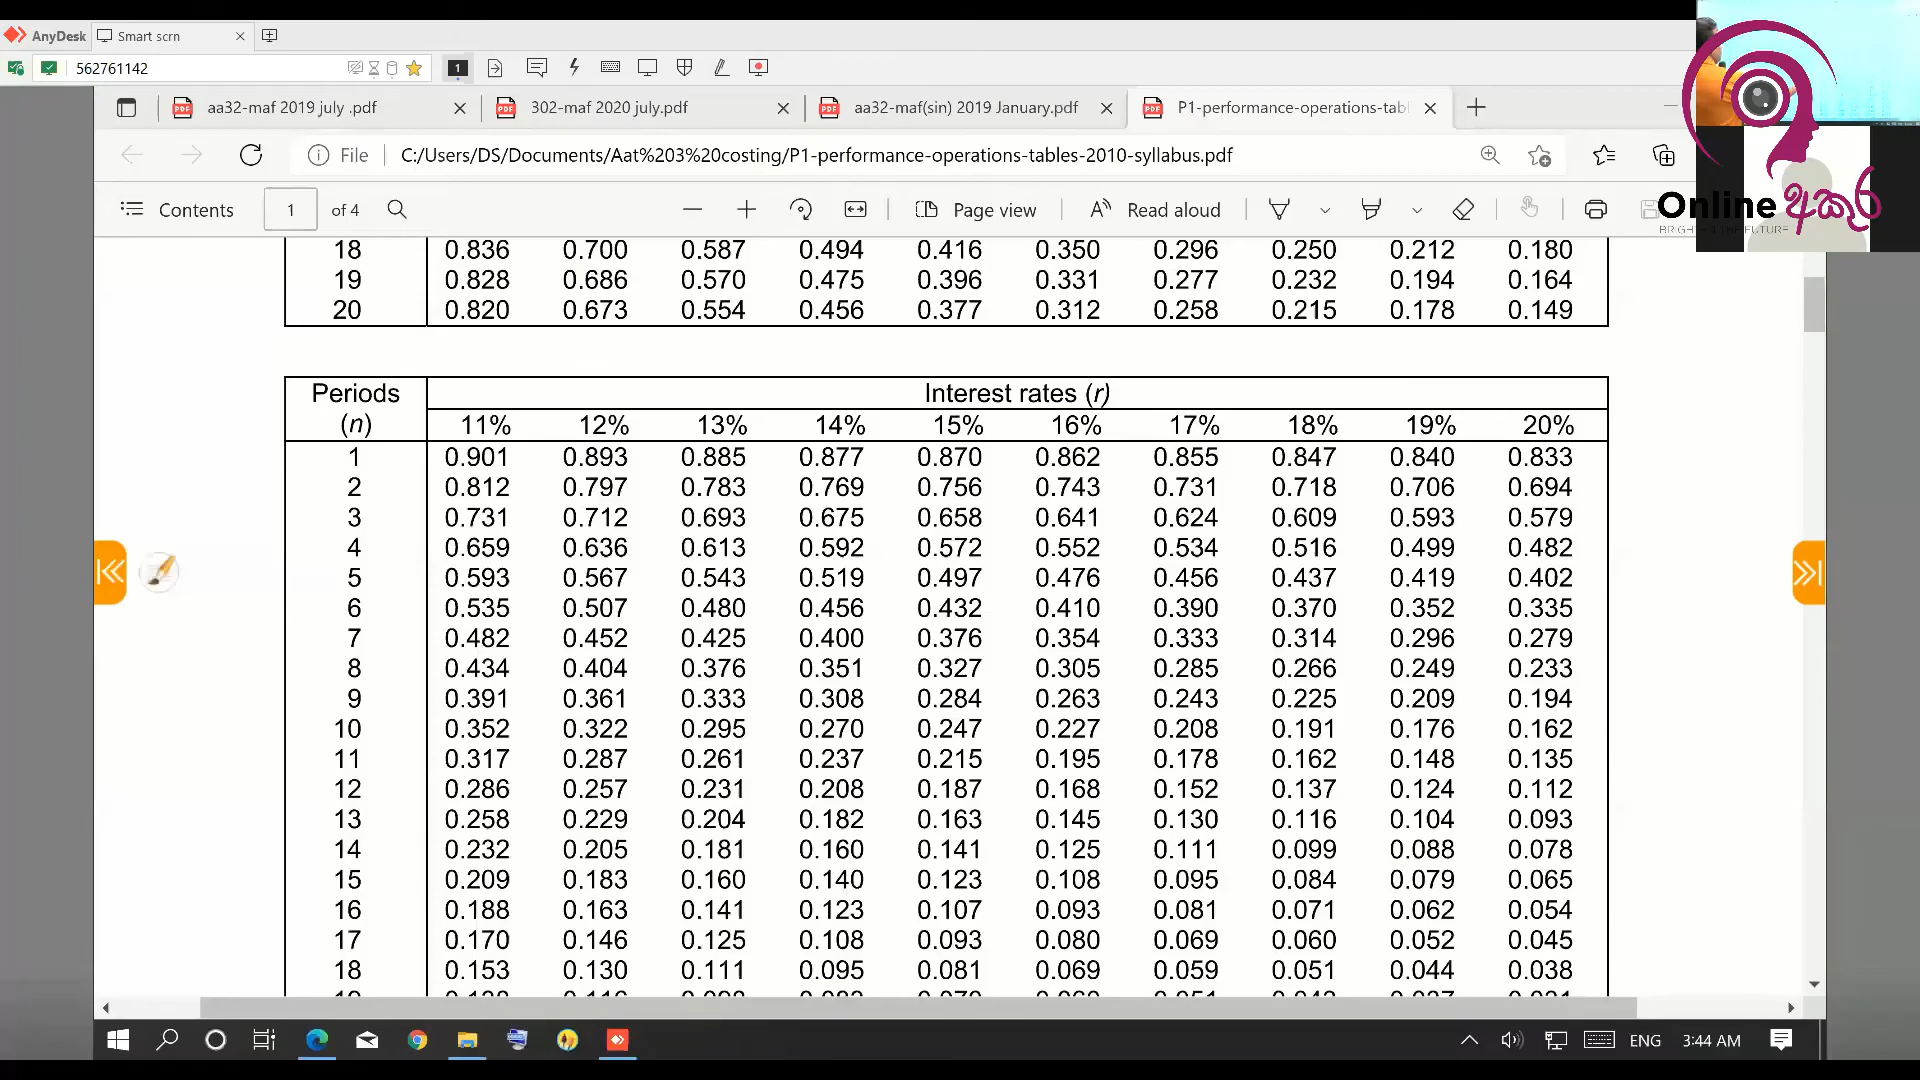 AnyDesk Smart scrn
562761142 1
aa32-maf 2019 july .pdf 302-maf 2020 july.pdf aa32-maf(sin) 2019 January.pdf P1-performance-operations-tabl
File C:/Users/DS/Documents/Aat%203%20costing/P1-performance-operations-tables-2010-syllabus.pdf
Contents 1 of 4 Page view Read aloud
Online අකුර
18 0.836 0.700 0.587 0.494 0.416 0.350 0.296 0.250 0.212 0.180
19 0.828 0.686 0.570 0.475 0.396 0.331 0.277 0.232 0.194 0.164
20 0.820 0.673 0.554 0.456 0.377 0.312 0.258 0.215 0.178 0.149
Periods Interest rates (r)
(n) 11% 12% 13% 14% 15% 16% 17% 18% 19% 20%
1 0.901 0.893 0.885 0.877 0.870 0.862 0.855 0.847 0.840 0.833
2 0.812 0.797 0.783 0.769 0.756 0.743 0.731 0.718 0.706 0.694
3 0.731 0.712 0.693 0.675 0.658 0.641 0.624 0.609 0.593 0.579
4 0.659 0.636 0.613 0.592 0.572 0.552 0.534 0.516 0.499 0.482
5 0.593 0.567 0.543 0.519 0.497 0.476 0.456 0.437 0.419 0.402
6 0.535 0.507 0.480 0.456 0.432 0.410 0.390 0.370 0.352 0.335
7 0.482 0.452 0.425 0.400 0.376 0.354 0.333 0.314 0.296 0.279
8 0.434 0.404 0.376 0.351 0.327 0.305 0.285 0.266 0.249 0.233
9 0.391 0.361 0.333 0.308 0.284 0.263 0.243 0.225 0.209 0.194
10 0.352 0.322 0.295 0.270 0.247 0.227 0.208 0.191 0.176 0.162
11 0.317 0.287 0.261 0.237 0.215 0.195 0.178 0.162 0.148 0.135
12 0.286 0.257 0.231 0.208 0.187 0.168 0.152 0.137 0.124 0.112
13 0.258 0.229 0.204 0.182 0.163 0.145 0.130 0.116 0.104 0.093
14 0.232 0.205 0.181 0.160 0.141 0.125 0.111 0.099 0.088 0.078
15 0.209 0.183 0.160 0.140 0.123 0.108 0.095 0.084 0.079 0.065
16 0.188 0.163 0.141 0.123 0.107 0.093 0.081 0.071 0.062 0.054
17 0.170 0.146 0.125 0.108 0.093 0.080 0.069 0.060 0.052 0.045
18 0.153 0.130 0.111 0.095 0.081 0.069 0.059 0.051 0.044 0.038
ENG 3:44 AM